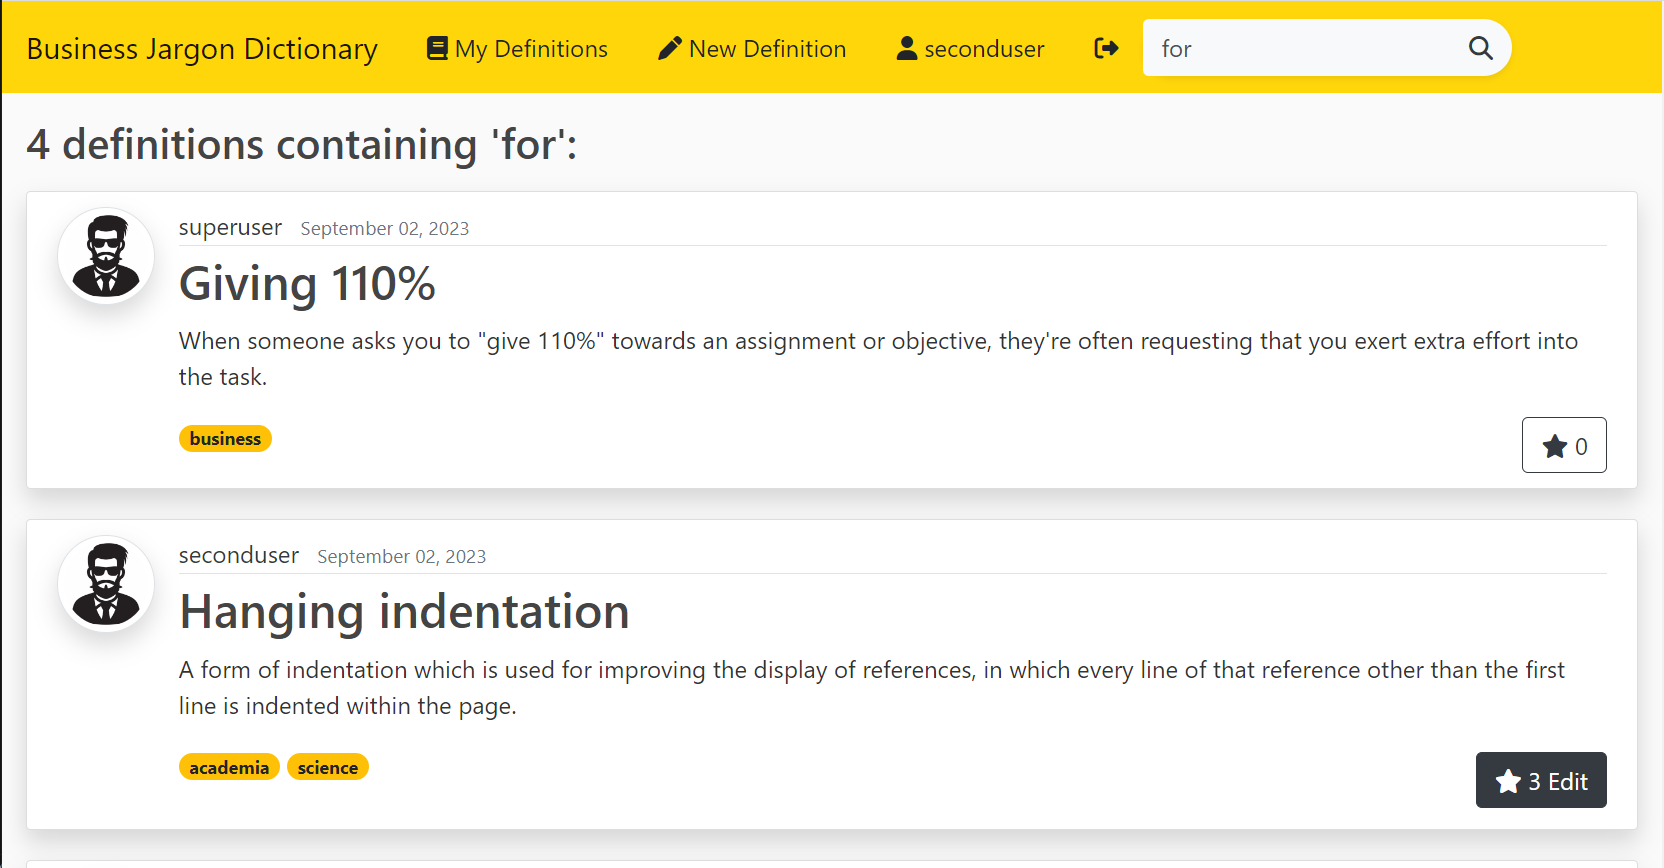 Business Jargon Dictionary My Definitions New Definition seconduser for
4 definitions containing 'for':
superuser September 02, 2023
Giving 110%
When someone asks you to "give 110%" towards an assignment or objective, they're often requesting that you exert extra effort into
the task.
business
0
seconduser September 02, 2023
Hanging indentation
A form of indentation which is used for improving the display of references, in which every line of that reference other than the first
line is indented within the page.
academia science
3 Edit